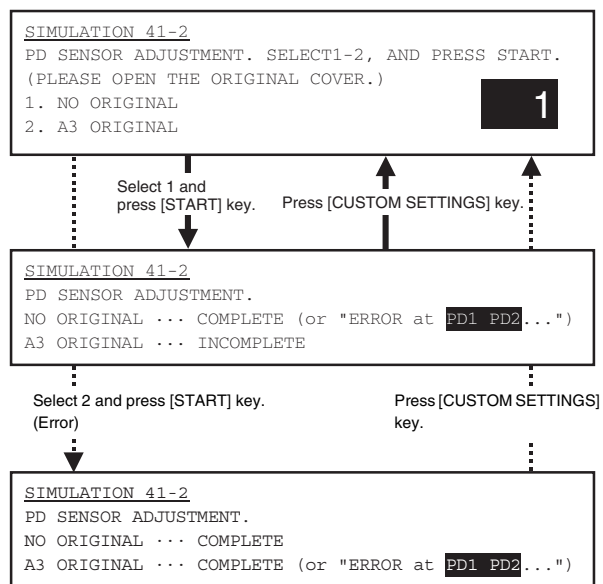 SIMULATION 41-2
PD SENSOR ADJUSTMENT. SELECT1-2, AND PRESS START.
(PLEASE OPEN THE ORIGINAL COVER.)
1. NO ORIGINAL
1
2. A3 ORIGINAL
Select 1 and
press [START] key.
Press [CUSTOM SETTINGS] key.
SIMULATION 41-2
PD SENSOR ADJUSTMENT.
NO ORIGINAL ··· COMPLETE (or "ERROR at PD1 PD2...")
A3 ORIGINAL ··· INCOMPLETE
Select 2 and press [START] key.
(Error)
Press [CUSTOM SETTINGS]
key.
SIMULATION 41-2
PD SENSOR ADJUSTMENT.
NO ORIGINAL ··· COMPLETE
A3 ORIGINAL ··· COMPLETE (or "ERROR at PD1 PD2...")